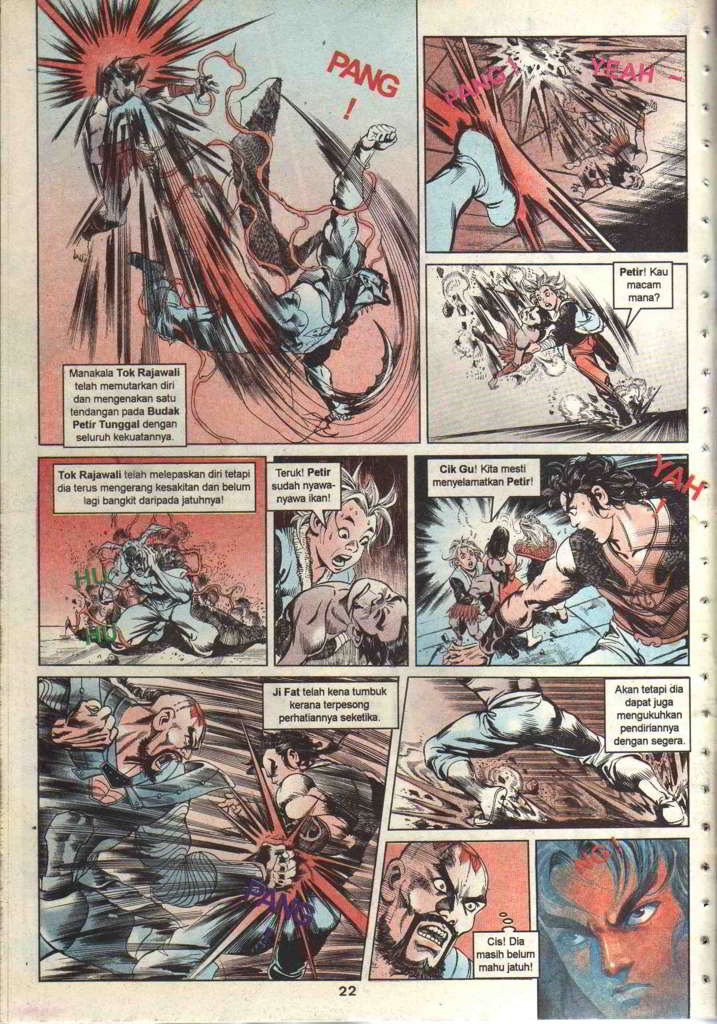 PANG
!
Manakala Tok Rajawali
telah memutarkan diri
dan mengenakan satu
tendangan pada Budak
Petir Tunggal dengan
seluruh kekuatannya.
PANG!
YEAH
Petir! Kau
macam
mana?
Tok Rajawali telah melepaskan diri tetapi
dia terus mengerang kesakitan dan belum
lagi bangkit daripada jatuhnya!
HU
HU
Teruk! Petir
sudah nyawa-
nyawa ikan!
Cik Gu! Kita mesti
menyelamatkan Petir!
YAH
!
Ji Fat telah kena tumbuk
kerana terpesong
perhatiannya seketika.
PANG
Akan tetapi dia
dapat juga
mengukuhkan
pendiriannya
dengan segera.
Cis! Dia
masih belum
mahu jatuh!
NG!
22